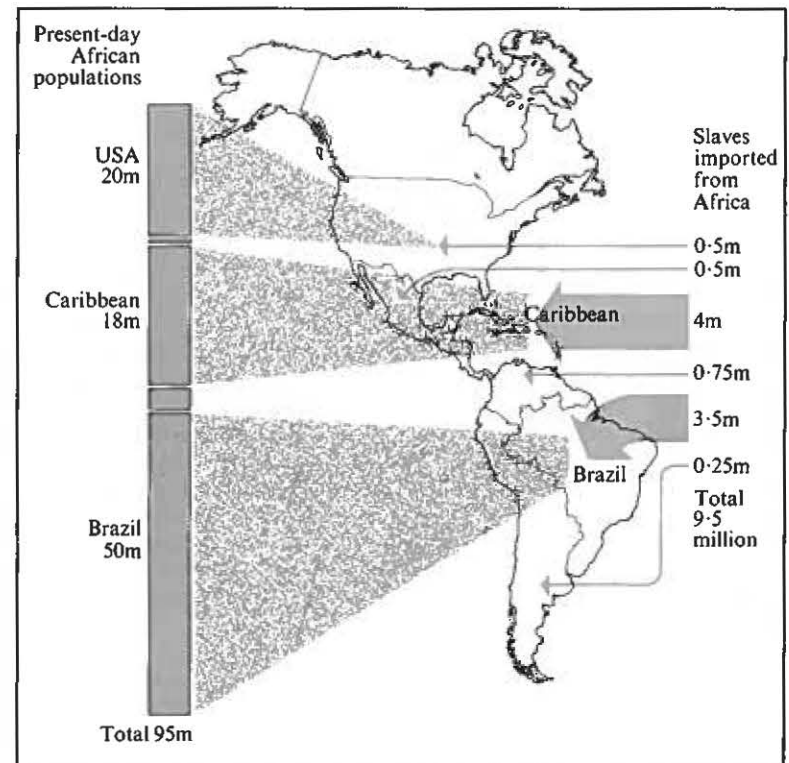 Present-day
African
populations
USA
20m
Caribbean
18m
Brazil
50m
Total 95m
Slaves
imported
from
Africa
0·5m
0·5m
Caribbean
4m
0·75m
3·5m
Brazil
0·25m
Total
9·5
million